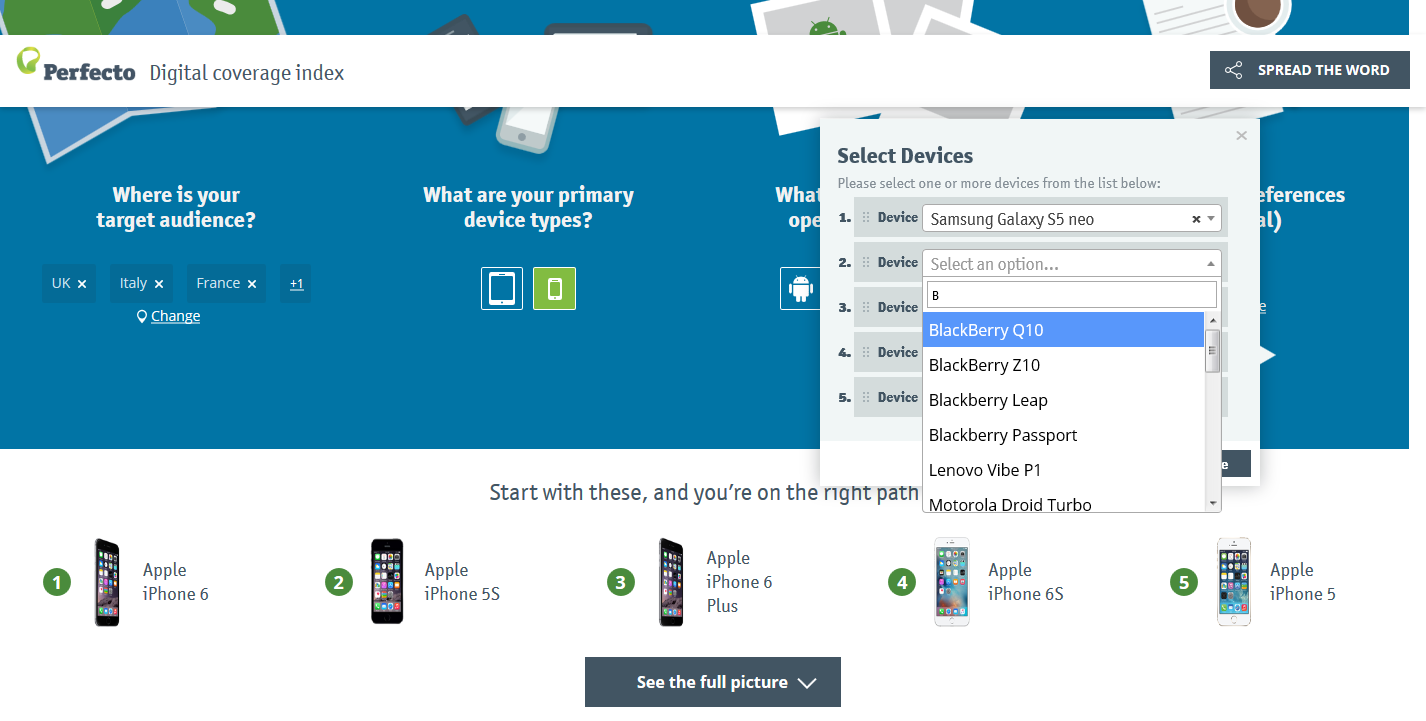 Perfecto Digital coverage index
SPREAD THE WORD
Where is your
target audience?
UK × Italy × France × +1
Change
What are your primary
device types?
What
ope
eferences
al)
e
×
Select Devices
Please select one or more devices from the list below:
1. Device Samsung Galaxy S5 neo ×
2. Device Select an option...
B
3. Device
4. Device
5. Device
BlackBerry Q10
BlackBerry Z10
Blackberry Leap
Blackberry Passport
Lenovo Vibe P1
Motorola Droid Turbo
e
Start with these, and you're on the right path
1 Apple
iPhone 6
2 Apple
iPhone 5S
3 Apple
iPhone 6
Plus
4 Apple
iPhone 6S
5 Apple
iPhone 5
See the full picture